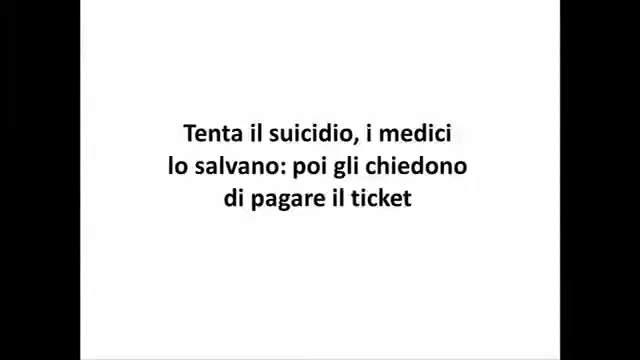 Tenta il suicidio, i medici
lo salvano: poi gli chiedono
di pagare il ticket